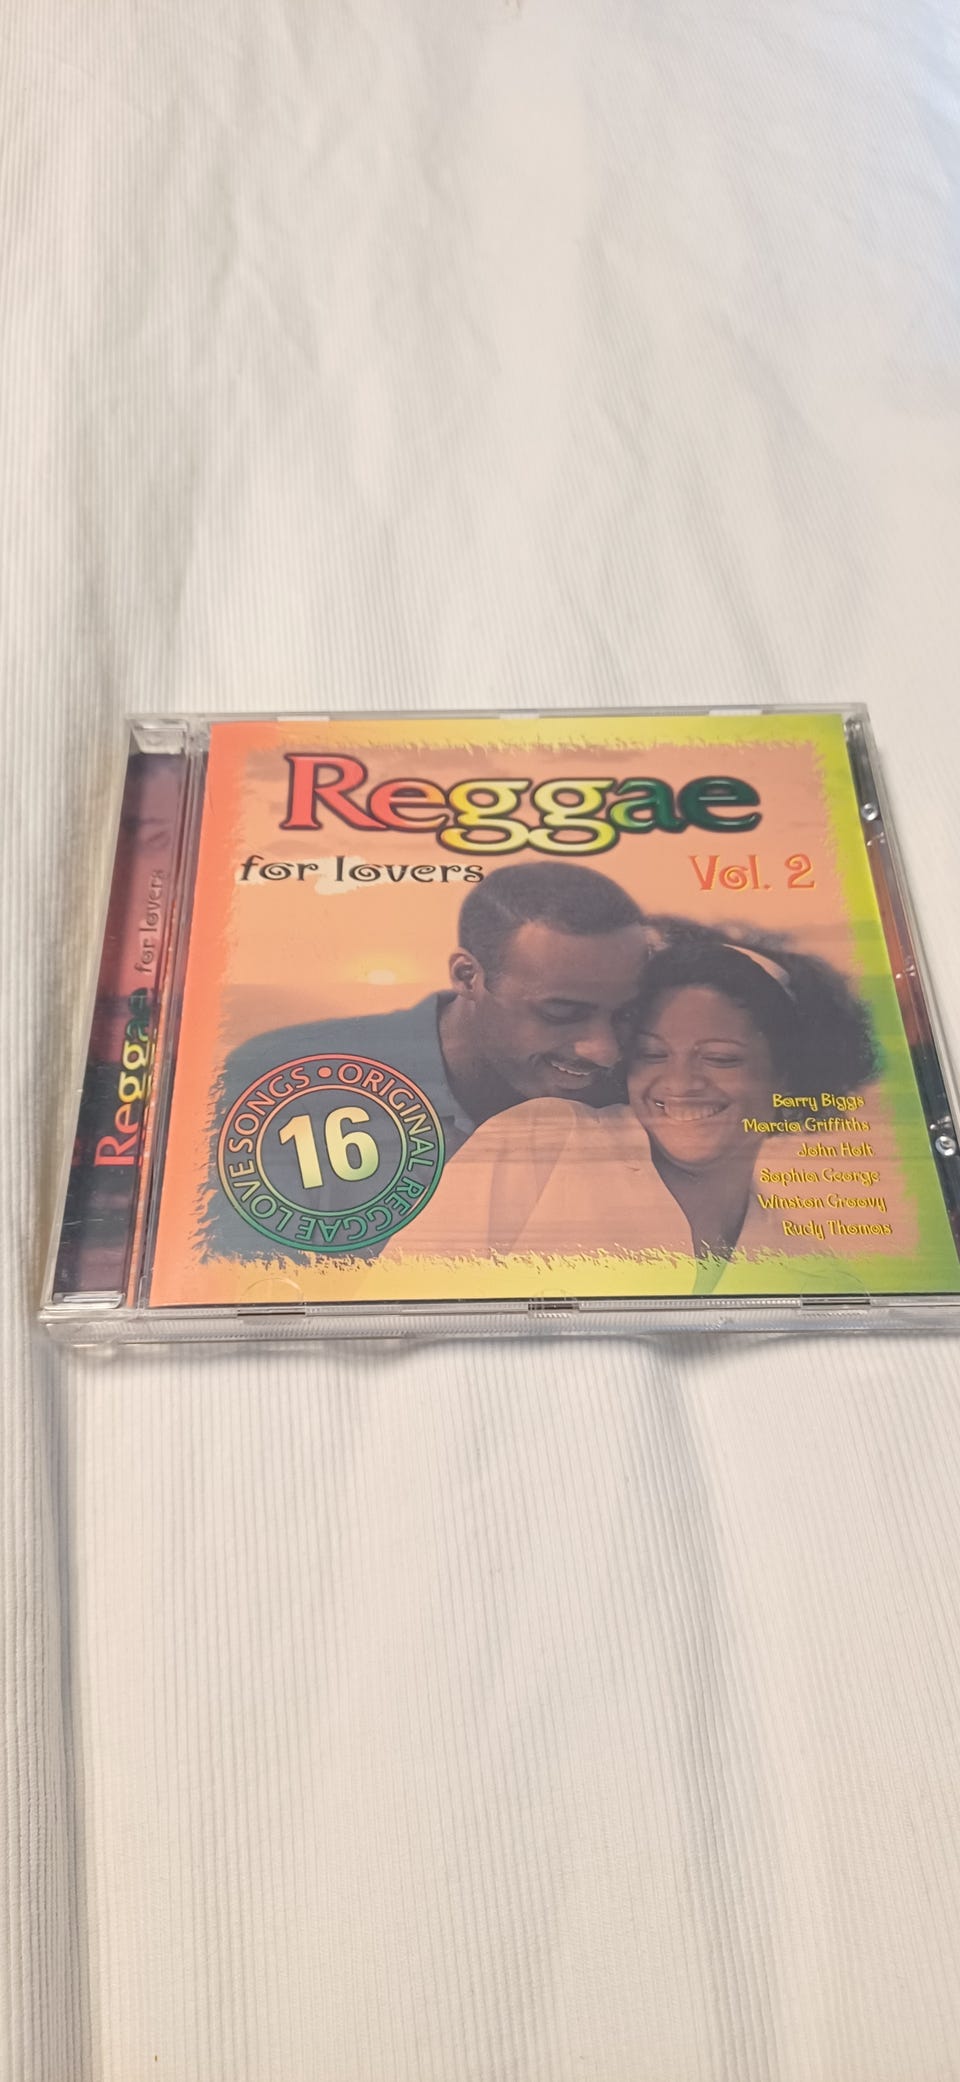 Reggae
for lovers
Vol. 2
ORIGINAL REGGAE LOVE SONGS •
16
Barry Biggs
Marcia Griffiths
John Holt
Sophia George
Winston Groovy
Rudy Thomas
Reggae for lovers